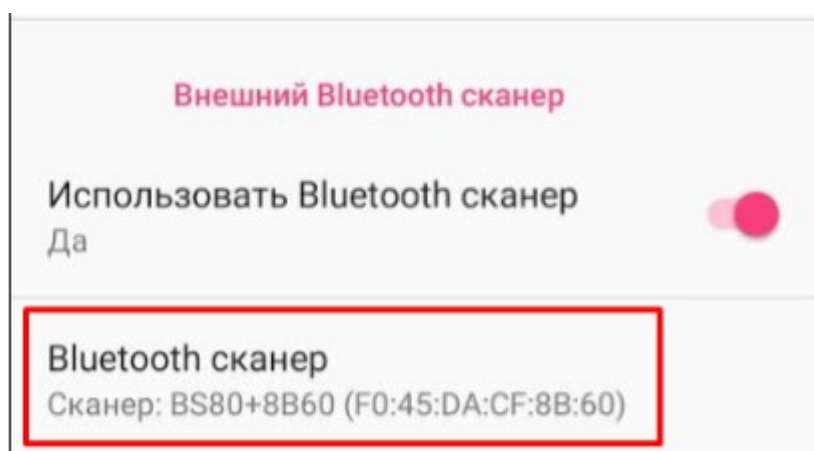 Внешний Bluetooth сканер
Использовать Bluetooth сканер
Да
Bluetooth сканер
Сканер: BS80+8B60 (F0:45:DA:CF:8B:60)